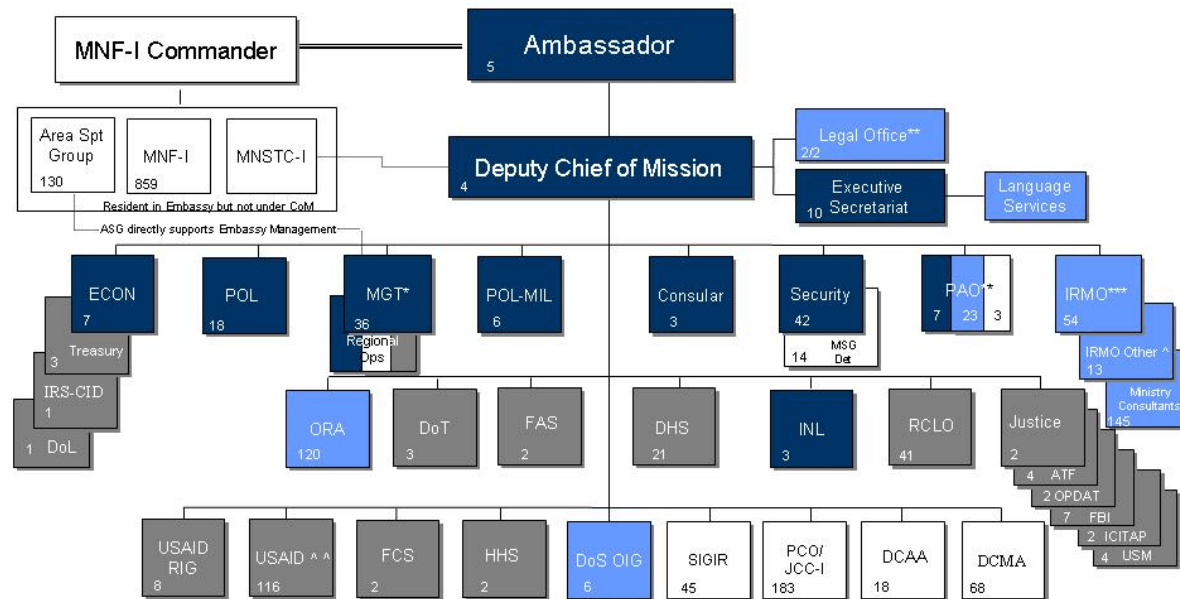 MNF-I Commander
Ambassador
5
Area Spt
Group
130
MNF-I
859
MNSTC-I
Resident in Embassy but not under CoM
ASG directly supports Embassy Management
Deputy Chief of Mission
4
Legal Office**
2/2
Executive
Secretariat
10
Language
Services
ECON
7
Treasury
3
IRS-CID
1
DoL
1
POL
18
MGT*
36
Regional
Ops
POL-MIL
6
Consular
3
Security
42
MSG
Det
14
PAO**
7 23 3
IRMO***
54
IRMO Other ^
13
Ministry
Consultants
145
ORA
120
DoT
3
FAS
2
DHS
21
INL
3
RCLO
41
Justice
2
4 ATF
2 OPDAT
7 FBI
2 ICITAP
4 USM
USAID
RIG
8
USAID ^ ^
116
FCS
2
HHS
2
DoS OIG
6
SIGIR
45
PCO/
JCC-I
183
DCAA
18
DCMA
68